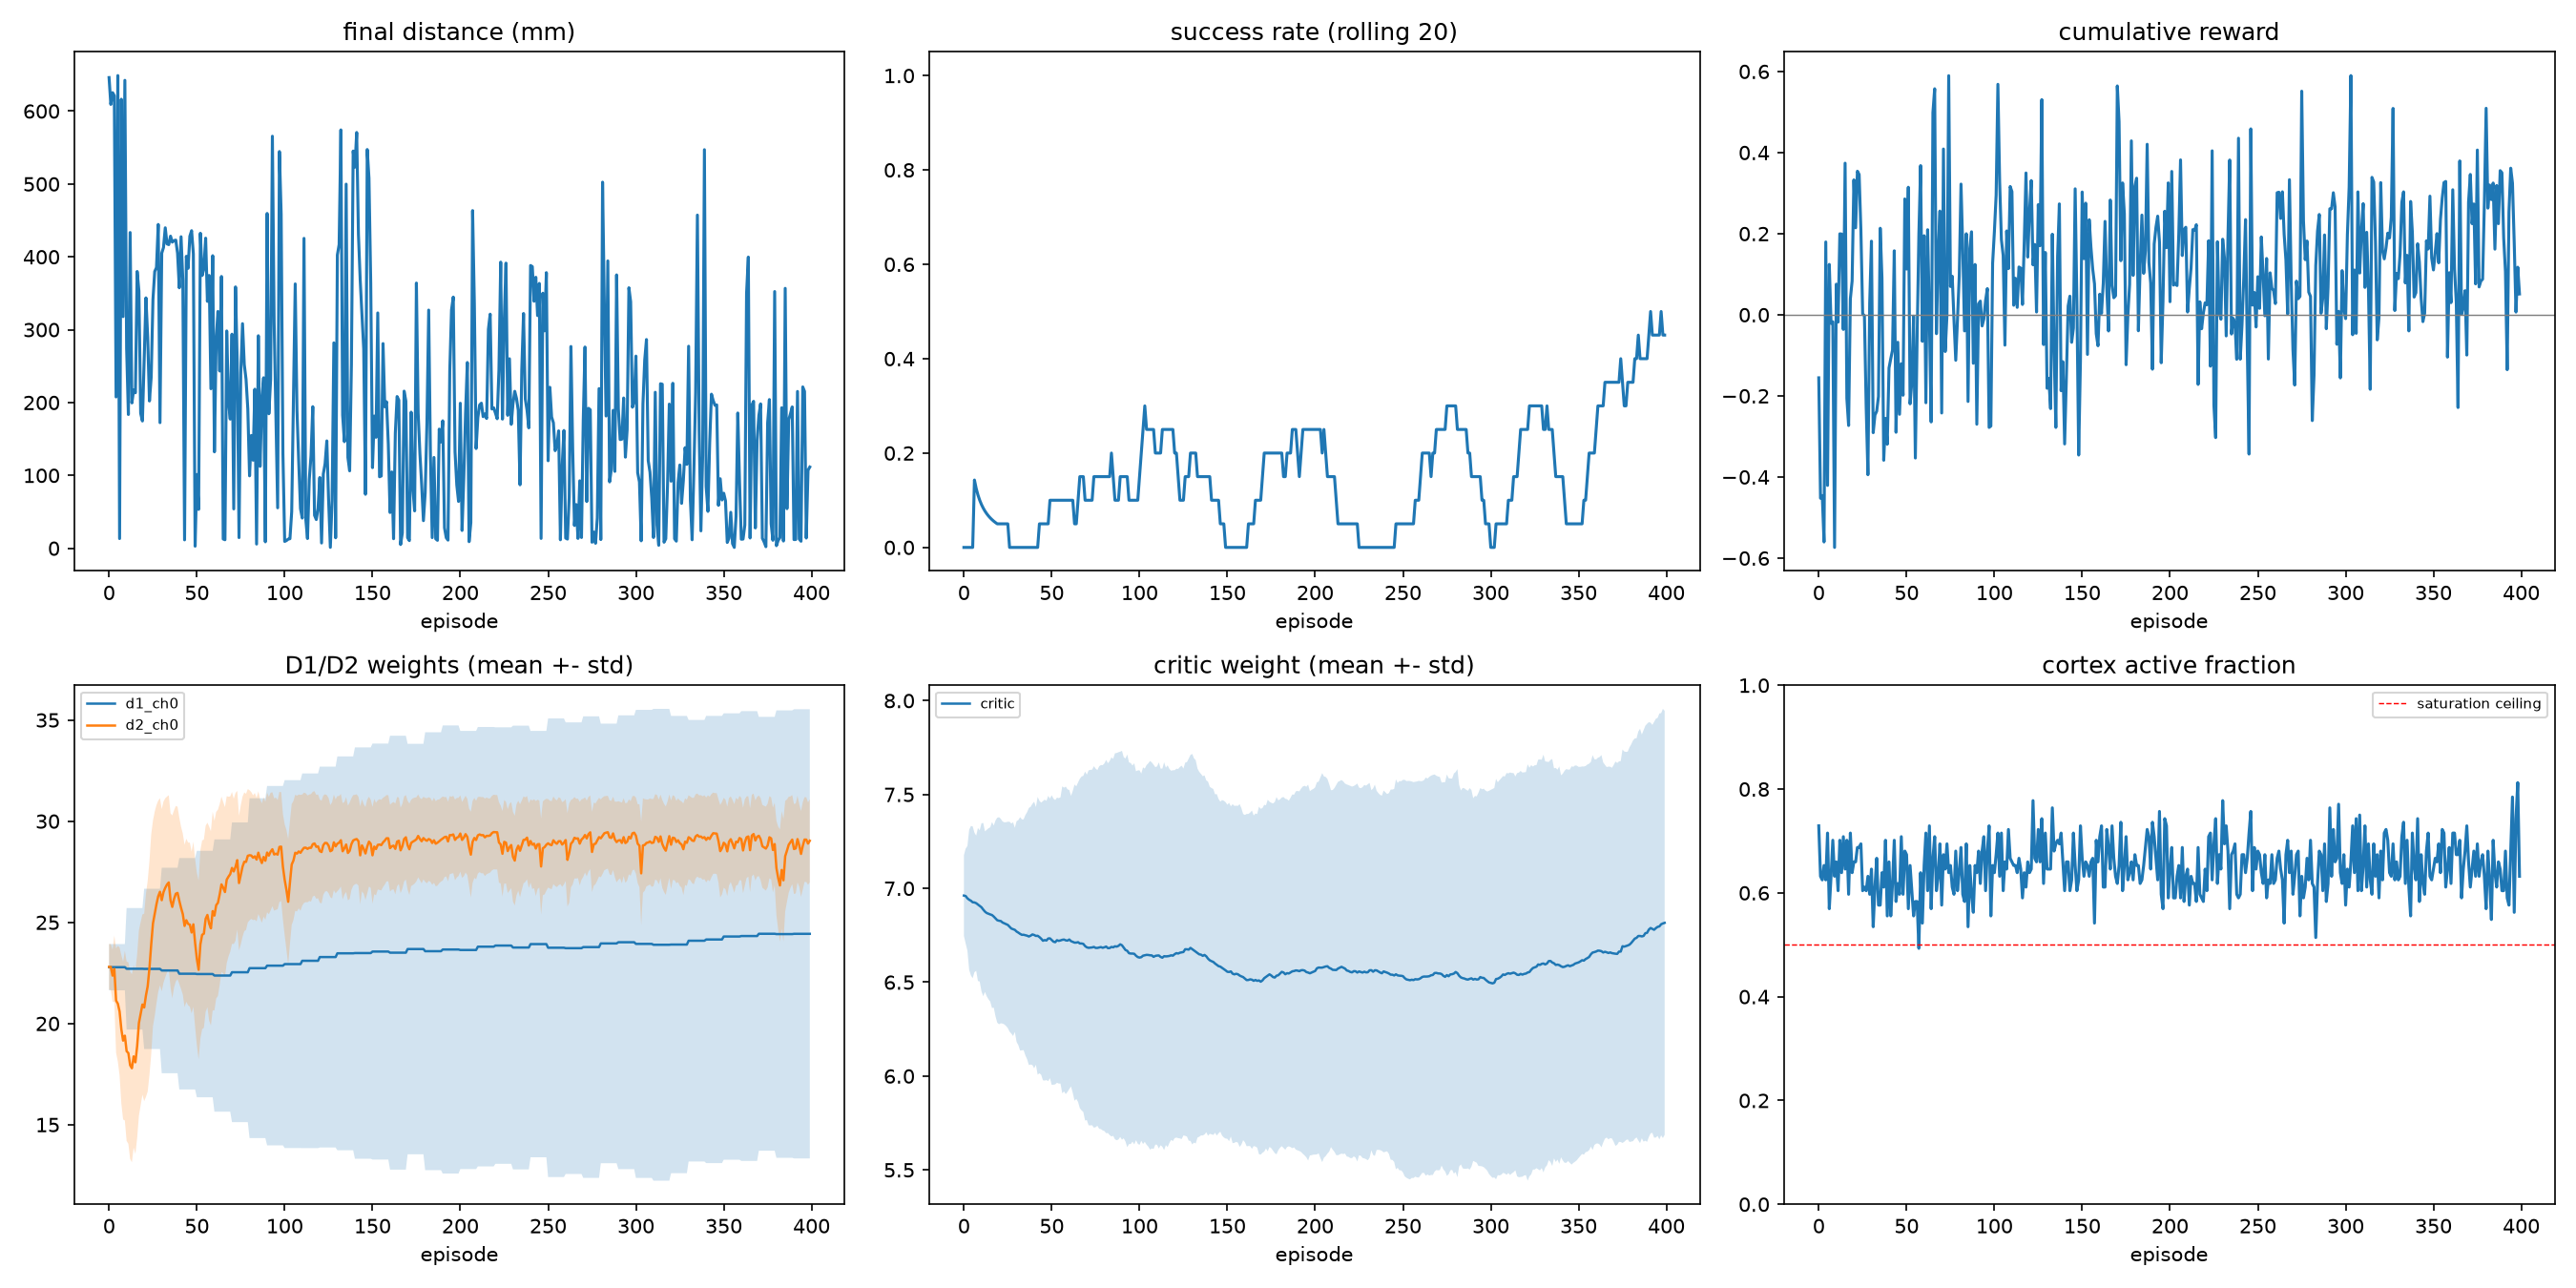 final distance (mm)
600
500
400
300
200
100
0
0 50 100 150 200 250 300 350 400
episode
success rate (rolling 20)
1.0
0.8
0.6
0.4
0.2
0.0
0 50 100 150 200 250 300 350 400
episode
cumulative reward
0.6
0.4
0.2
0.0
−0.2
−0.4
−0.6
0 50 100 150 200 250 300 350 400
episode
D1/D2 weights (mean +- std)
d1_ch0
d2_ch0
35
30
25
20
15
0 50 100 150 200 250 300 350 400
episode
critic weight (mean +- std)
critic
8.0
7.5
7.0
6.5
6.0
5.5
0 50 100 150 200 250 300 350 400
episode
cortex active fraction
saturation ceiling
1.0
0.8
0.6
0.4
0.2
0.0
0 50 100 150 200 250 300 350 400
episode